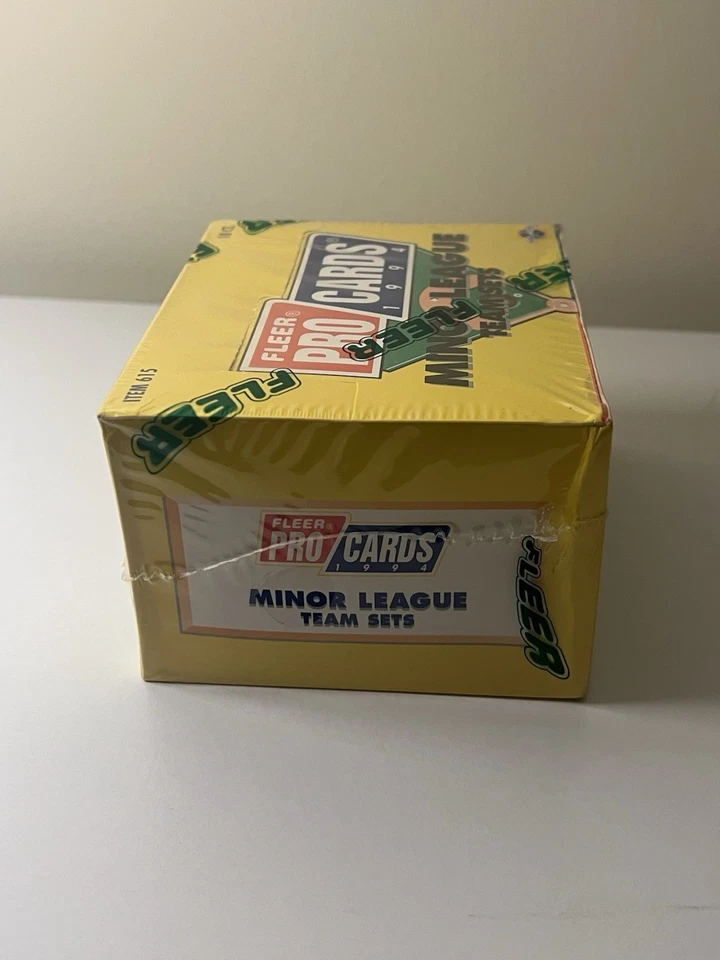 ITEM 615
FLEER®
PRO CARDS®
1994
MINOR LEAGUE
TEAM SETS
FLEER
FLEER
FLEER
FLEER®
PRO CARDS®
1994
MINOR LEAGUE
TEAM SETS
FLEER